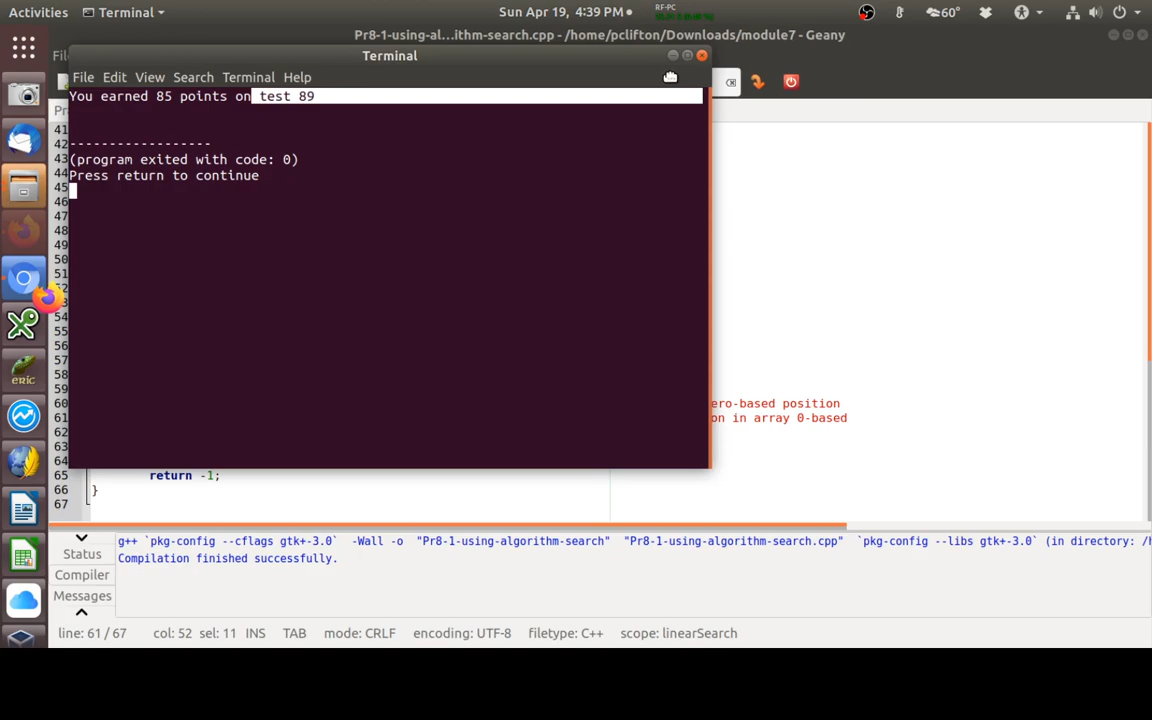 Activities Terminal Sun Apr 19, 4:39 PM RF-PC 60°
Pr8-1-using-al...ithm-search.cpp - /home/pclifton/Downloads/module7 - Geany
Terminal
File Edit View Search Terminal Help
You earned 85 points on test 89
------------------
(program exited with code: 0)
Press return to continue
41
42
43
44
45
46
47
48
49
50
51
53
54
55
56
57
58
59
60 ero-based position
61 on in array 0-based
62
63
64
65 return -1;
66 }
67
eric
Status
Compiler
Messages
g++ `pkg-config --cflags gtk+-3.0` -Wall -o "Pr8-1-using-algorithm-search" "Pr8-1-using-algorithm-search.cpp" `pkg-config --libs gtk+-3.0` (in directory: /h
Compilation finished successfully.
line: 61 / 67 col: 52 sel: 11 INS TAB mode: CRLF encoding: UTF-8 filetype: C++ scope: linearSearch